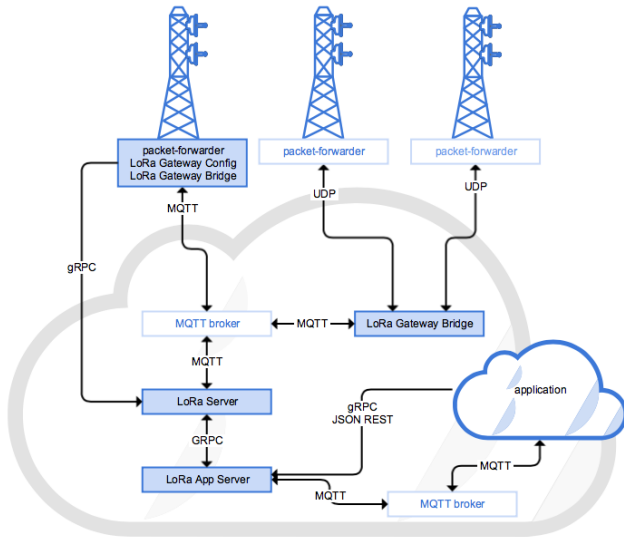 packet-forwarder
LoRa Gateway Config
LoRa Gateway Bridge
packet-forwarder
packet-forwarder
UDP
UDP
MQTT
gRPC
MQTT broker
MQTT
LoRa Gateway Bridge
MQTT
LoRa Server
application
gRPC
JSON REST
GRPC
LoRa App Server
MQTT
MQTT
MQTT broker